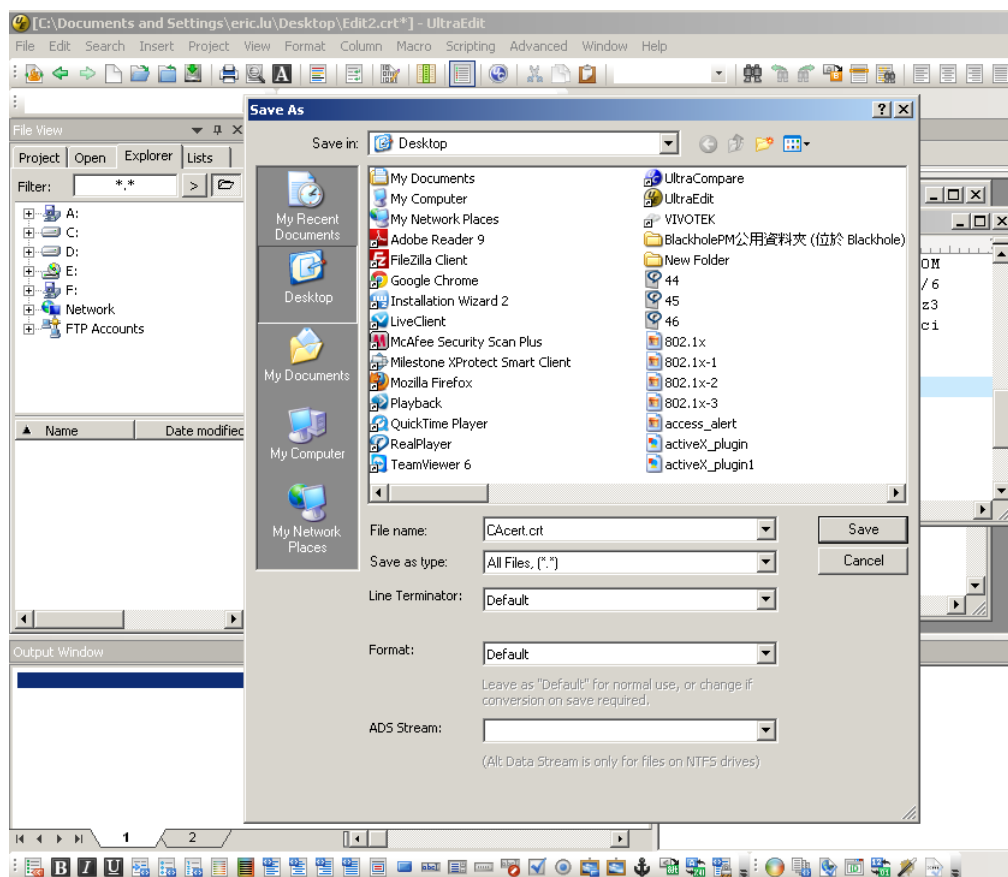 [C:\Documents and Settings\eric.lu\Desktop\Edit2.crt*] - UltraEdit
File Edit Search Insert Project View Format Column Macro Scripting Advanced Window Help
File View
Project Open Explorer Lists
Filter: *.*
A:
C:
D:
E:
F:
Network
FTP Accounts
Name Date modified
Save As
Save in: Desktop
My Recent Documents
Desktop
My Documents
My Computer
My Network Places
My Documents
My Computer
My Network Places
Adobe Reader 9
FileZilla Client
Google Chrome
Installation Wizard 2
LiveClient
McAfee Security Scan Plus
Milestone XProtect Smart Client
Mozilla Firefox
Playback
QuickTime Player
RealPlayer
TeamViewer 6
UltraCompare
UltraEdit
VIVOTEK
BlackholePM公用資料夾 (位於 Blackhole)
New Folder
44
45
46
802.1x
802.1x-1
802.1x-2
802.1x-3
access_alert
activeX_plugin
activeX_plugin1
File name: CAcert.crt
Save as type: All Files, (*.*)
Line Terminator: Default
Format: Default
Leave as "Default" for normal use, or change if
conversion on save required.
ADS Stream:
(Alt Data Stream is only for files on NTFS drives)
Save
Cancel
OM
/6
z3
ci
Output Window
1 2
B I U